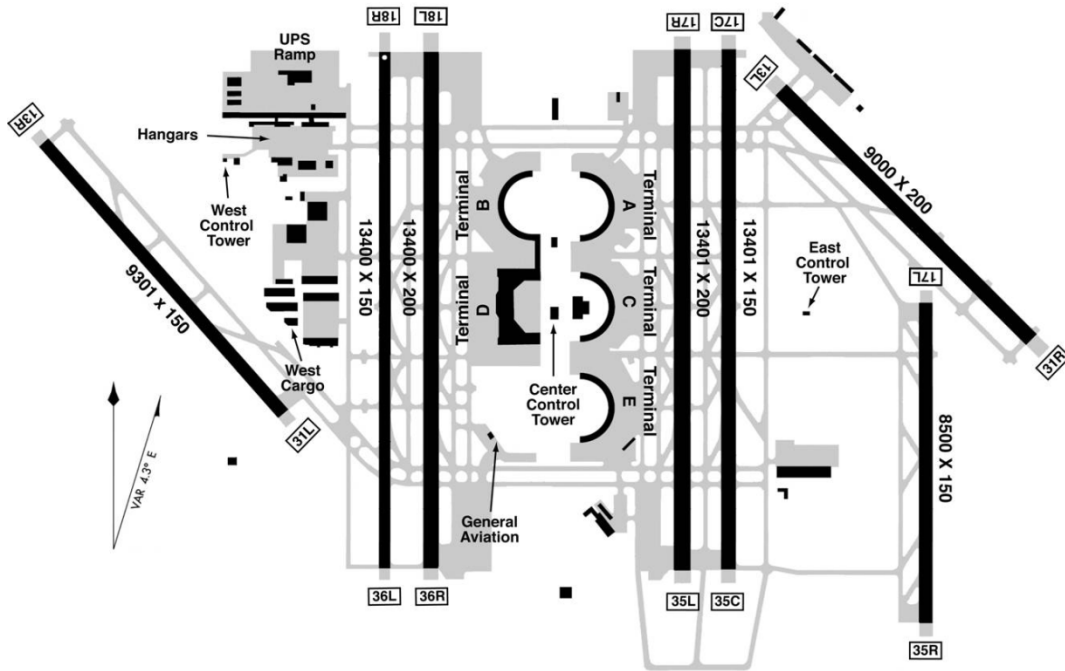 18R
18L
17R
17C
UPS
Ramp
13L
13R
Hangars
9000 X 200
West
Control
Tower
Terminal
B
Terminal
A
13400 X 150
13400 X 200
13401 X 200
13401 X 150
East
Control
Tower
17L
9301 x 150
Terminal
D
Terminal
C
31R
West
Cargo
Center
Control
Tower
Terminal
E
31L
VAR 4.3° E
8500 X 150
General
Aviation
36L
36R
35L
35C
35R